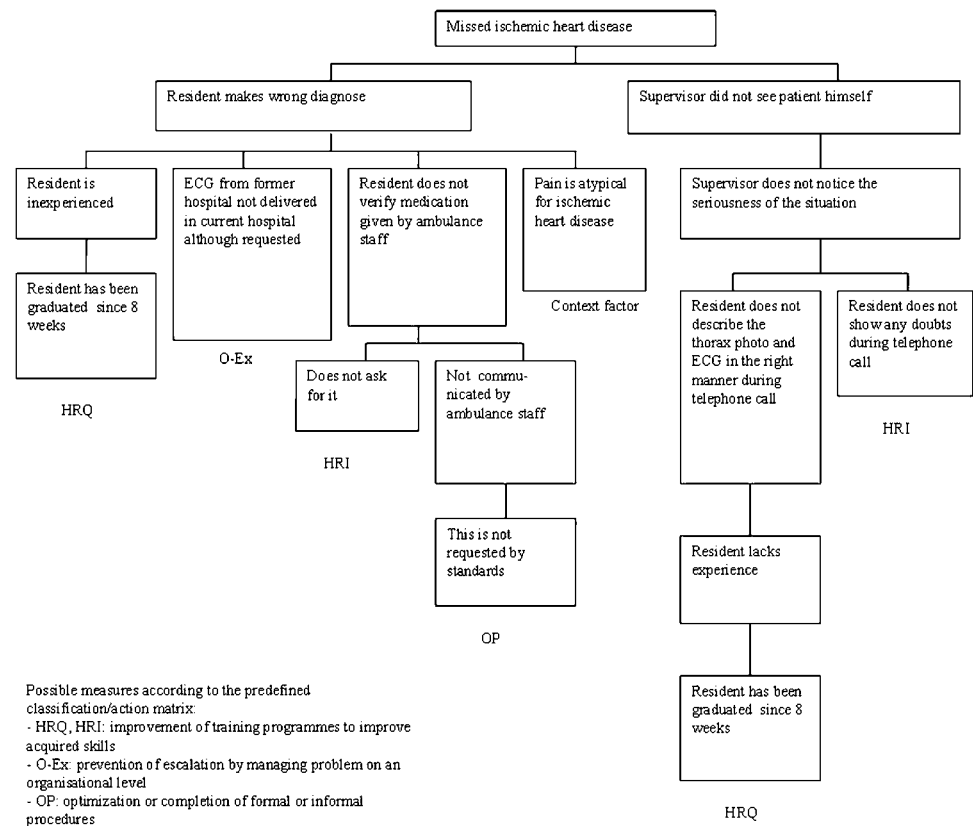 Missed ischemic heart disease
Resident makes wrong diagnose
Supervisor did not see patient himself
Resident is
inexperienced
ECG from former
hospital not delivered
in current hospital
although requested
Resident does not
verify medication
given by ambulance
staff
Pain is atypical
for ischemic
heart disease
Supervisor does not notice the
seriousness of the situation
Resident has been
graduated since 8
weeks
Context factor
Resident does not
describe the
thorax photo and
ECG in the right
manner during
telephone call
Resident does not
show any doubts
during telephone
call
O-Ex
Does not ask
for it
Not commu-
nicated by
ambulance staff
HRQ
HRI
HRI
This is not
requested by
standards
Resident lacks
experience
OP
Resident has been
graduated since 8
weeks
HRQ
Possible measures according to the predefined
classification/action matrix:
- HRQ, HRI: improvement of training programmes to improve
acquired skills
- O-Ex: prevention of escalation by managing problem on an
organisational level
- OP: optimization or completion of formal or informal
procedures